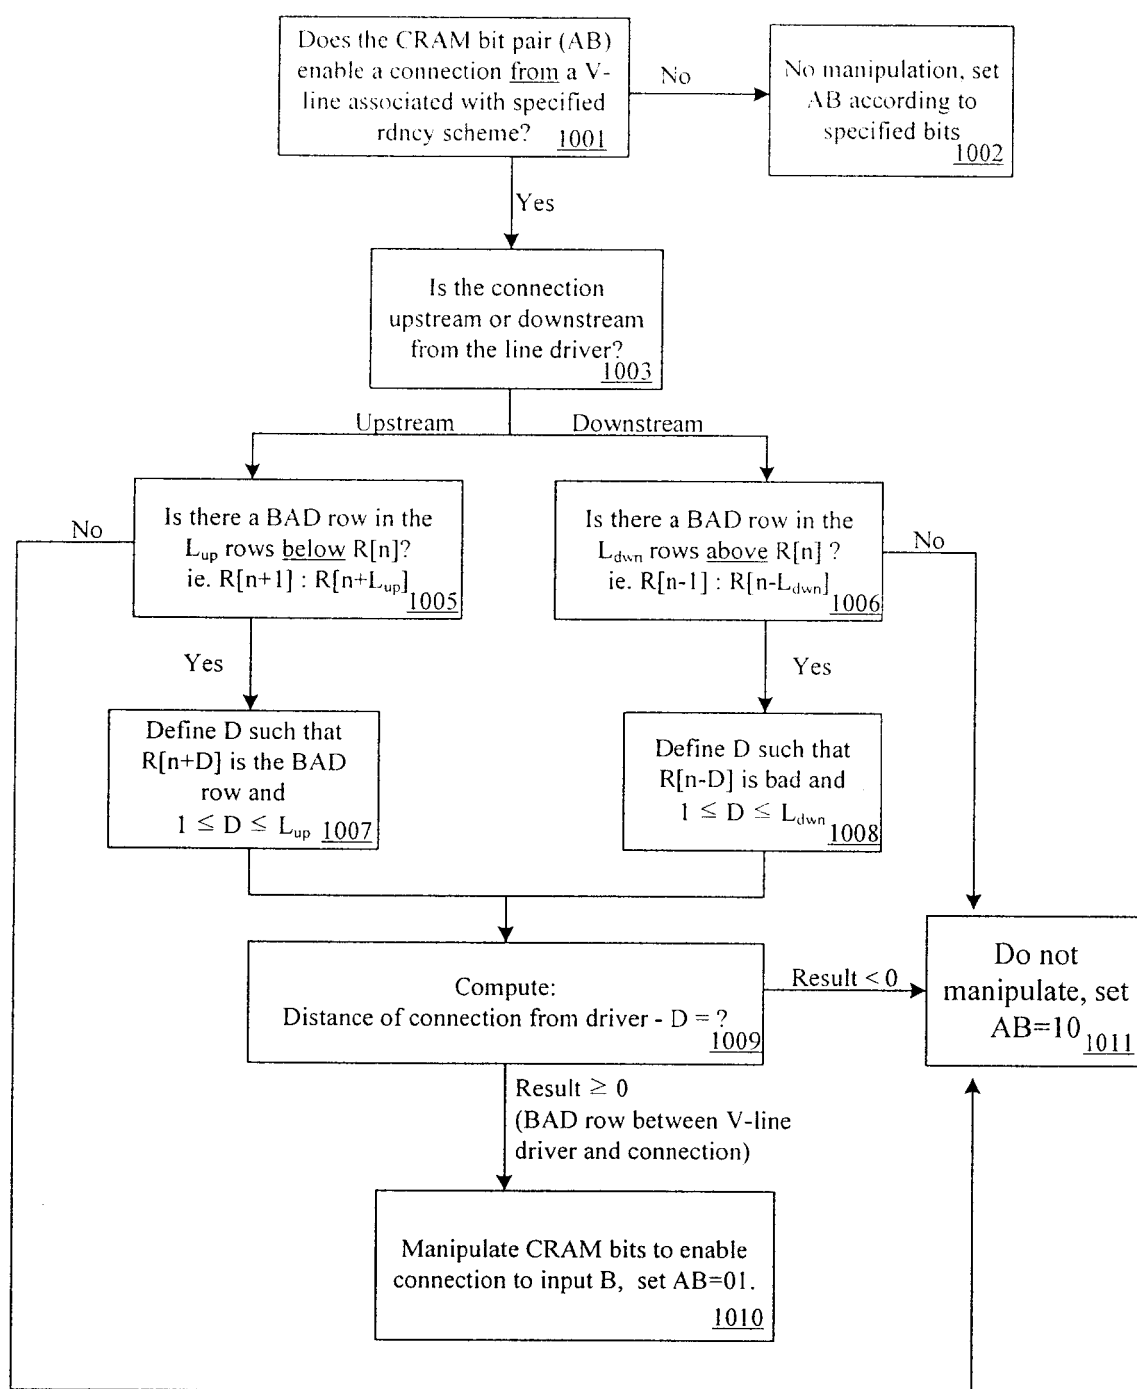 Does the CRAM bit pair (AB)
enable a connection from a V-
line associated with specified
rdncy scheme?
1001
No
No manipulation, set
AB according to
specified bits
1002
Yes
Is the connection
upstream or downstream
from the line driver?
1003
Upstream
Downstream
No
Is there a BAD row in the
Lup rows below R[n]?
ie. R[n+1] : R[n+Lup]
1005
Is there a BAD row in the
Ldwn rows above R[n] ?
ie. R[n-1] : R[n-Ldwn]
1006
No
Yes
Yes
Define D such that
R[n+D] is the BAD
row and
1 ≤ D ≤ Lup
1007
Define D such that
R[n-D] is bad and
1 ≤ D ≤ Ldwn
1008
Compute:
Distance of connection from driver - D = ?
1009
Result < 0
Do not
manipulate, set
AB=10
1011
Result ≥ 0
(BAD row between V-line
driver and connection)
Manipulate CRAM bits to enable
connection to input B, set AB=01.
1010